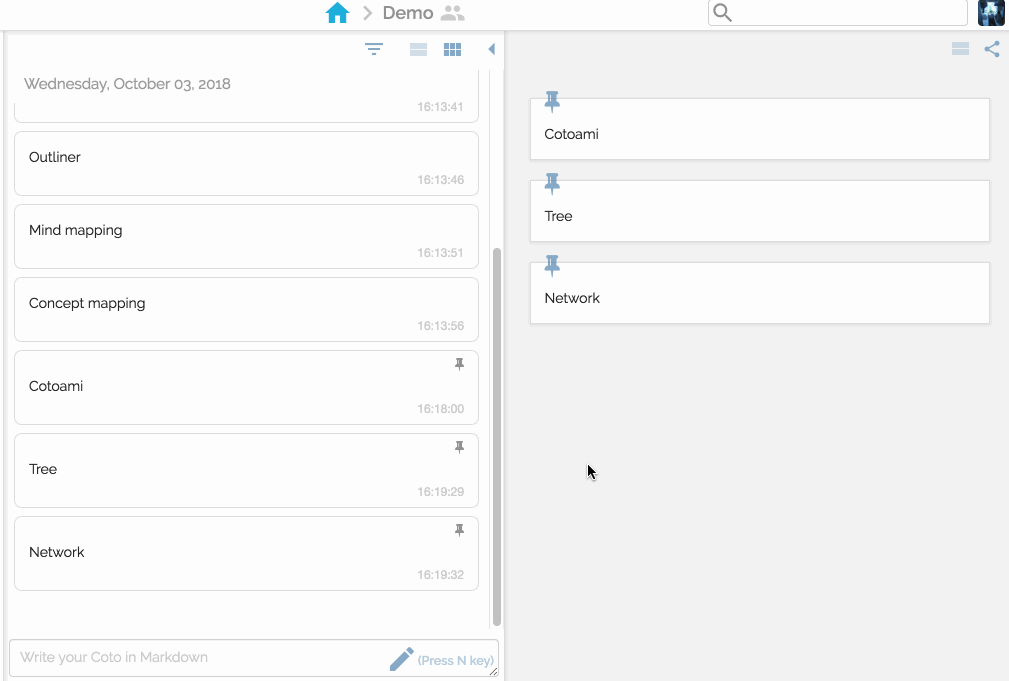 Demo
Wednesday, October 03, 2018
16:13:41
Outliner
16:13:46
Mind mapping
16:13:51
Concept mapping
16:13:56
Cotoami
16:18:00
Tree
16:19:29
Network
16:19:32
Write your Coto in Markdown
(Press N key)
Cotoami
Tree
Network